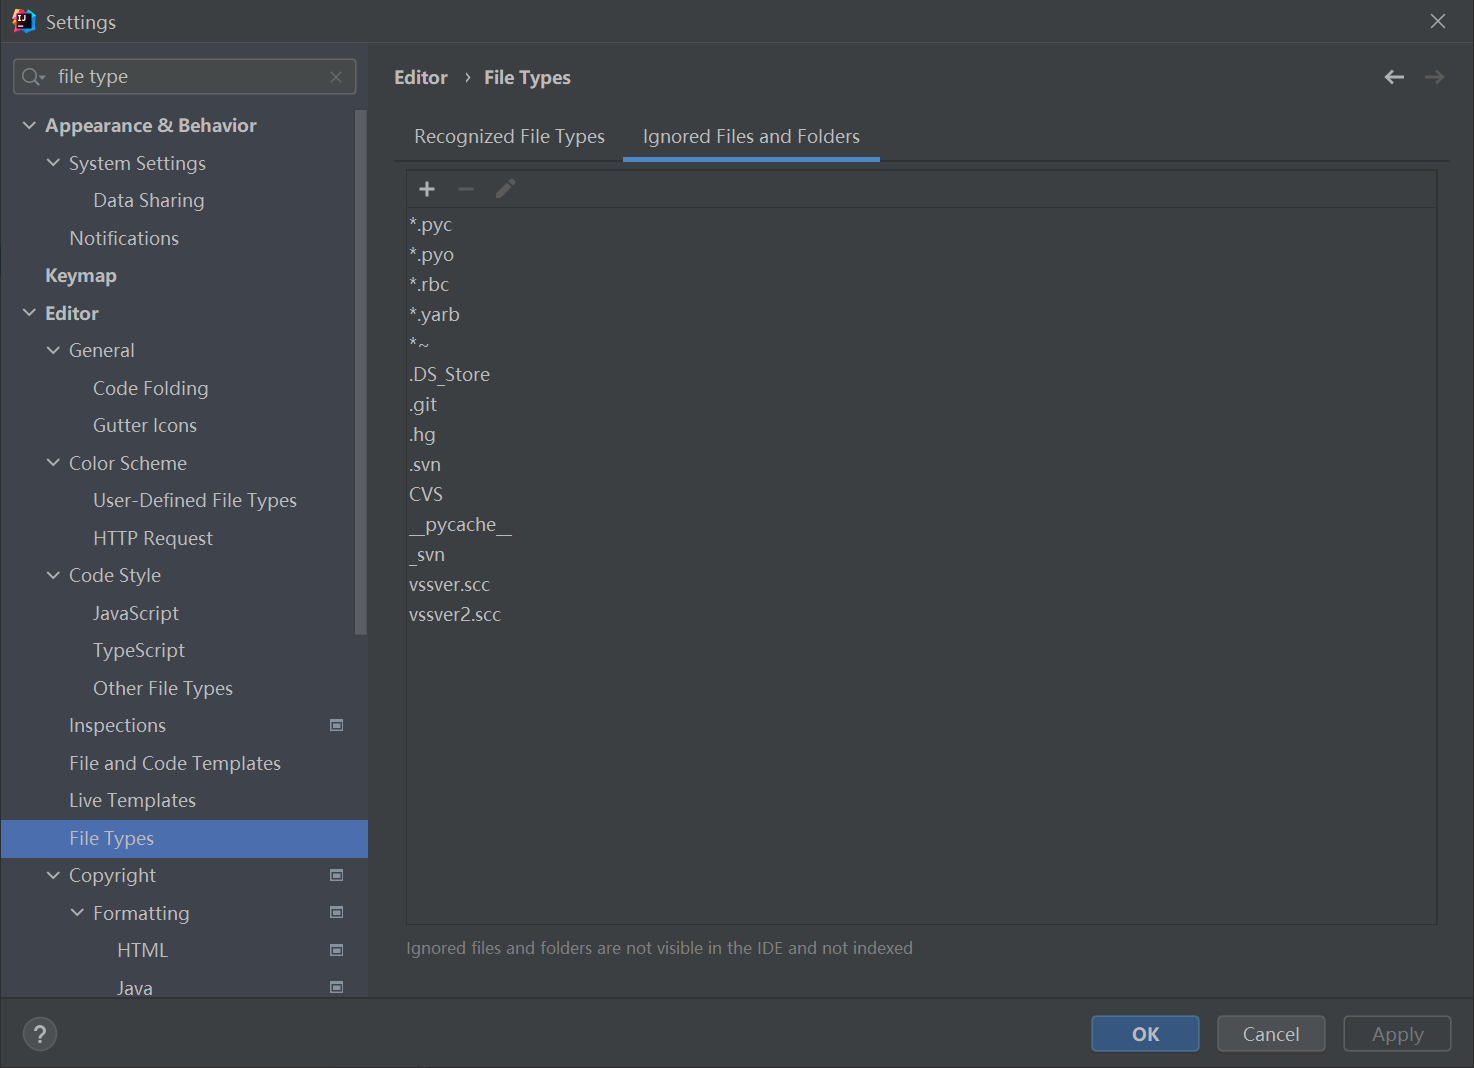 Settings
file type
Appearance & Behavior
System Settings
Data Sharing
Notifications
Keymap
Editor
General
Code Folding
Gutter Icons
Color Scheme
User-Defined File Types
HTTP Request
Code Style
JavaScript
TypeScript
Other File Types
Inspections
File and Code Templates
Live Templates
File Types
Copyright
Formatting
HTML
Java
Editor › File Types
Recognized File Types
Ignored Files and Folders
*.pyc
*.pyo
*.rbc
*.yarb
*~
.DS_Store
.git
.hg
.svn
CVS
__pycache__
_svn
vssver.scc
vssver2.scc
Ignored files and folders are not visible in the IDE and not indexed
?
OK
Cancel
Apply